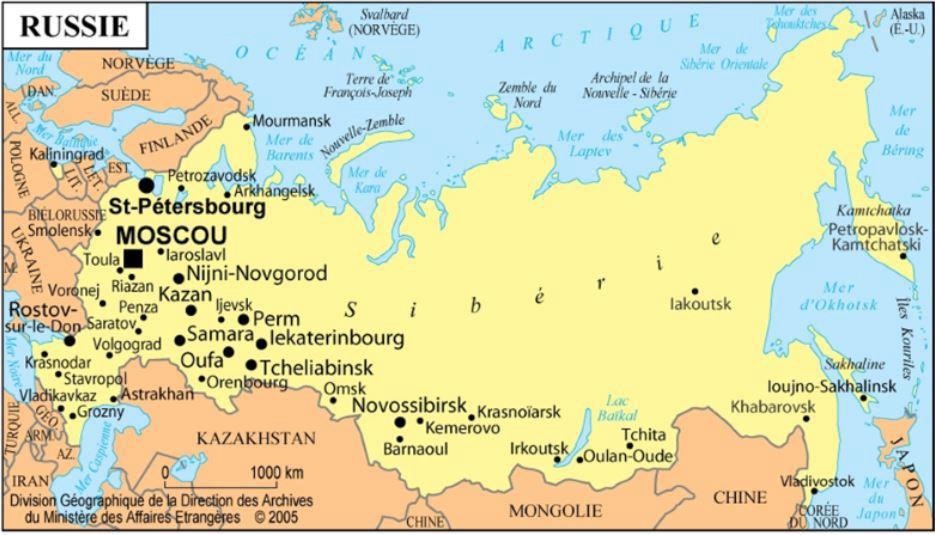 RUSSIE
Svalbard
(NORVÈGE)
Mer des
Tchouktches
Alaska
(É.-U.)
OCÉAN ARCTIQUE
Mer du
Nord
NORVÈGE
SUÈDE
FINLANDE
DAN.
ALL.
Mer Baltique
POLOGNE
Kaliningrad
LIT.
LET.
EST.
Terre de
François-Joseph
Zemble du
Nord
Archipel de la
Nouvelle - Sibérie
Mer de
Sibérie Orientale
Mer
de
Béring
Mourmansk
Nouvelle-Zemble
Mer de
Barents
Mer de
Kara
Mer des
Laptev
Petrozavodsk
Arkhangelsk
St-Pétersbourg
BIÉLORUSSIE
Smolensk
UKRAINE
M.
MOSCOU
Toula
Iaroslavl
Riazan
Nijni-Novgorod
Voronej
Kazan
Penza
Ijevsk
Perm
Rostov-
sur-le-Don
Saratov
Samara
Iekaterinbourg
Volgograd
Oufa
Tcheliabinsk
Krasnodar
Stavropol
Orenbourg
Astrakhan
Vladikavkaz
Grozny
Mer Noire
TURQUIE
GÉO.
ARM.
AZ.
IRAN
Mer Caspienne
Sibérie
Iakoutsk
Kamtchatka
Petropavlosk-
Kamtchatski
Mer
d'Okhotsk
Îles Kouriles
Sakhaline
Ioujno-Sakhalinsk
Khabarovsk
Omsk
Novossibirsk
Krasnoïarsk
Kemerovo
Barnaoul
Lac
Baïkal
Irkoutsk
Tchita
Oulan-Oude
KAZAKHSTAN
CHINE
MONGOLIE
CHINE
Vladivostok
CORÉE
DU NORD
Mer
du
Japon
JAPON
0 1000 km
Division Géographique de la Direction des Archives
du Ministère des Affaires Etrangères © 2005